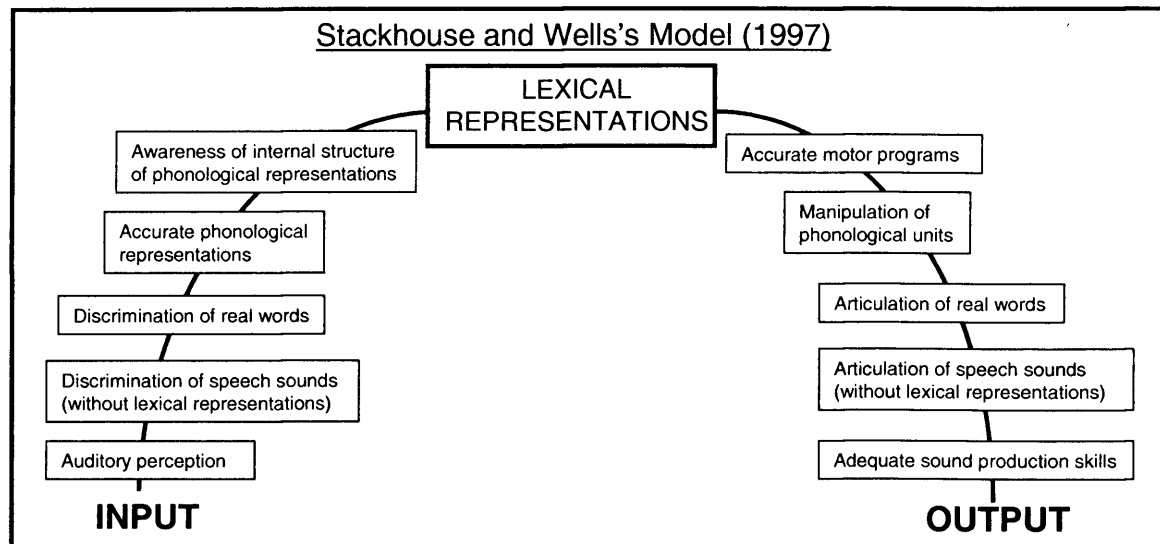 Stackhouse and Wells's Model (1997)
LEXICAL
REPRESENTATIONS
Awareness of internal structure
of phonological representations
Accurate phonological
representations
Discrimination of real words
Discrimination of speech sounds
(without lexical representations)
Auditory perception
INPUT
Accurate motor programs
Manipulation of
phonological units
Articulation of real words
Articulation of speech sounds
(without lexical representations)
Adequate sound production skills
OUTPUT